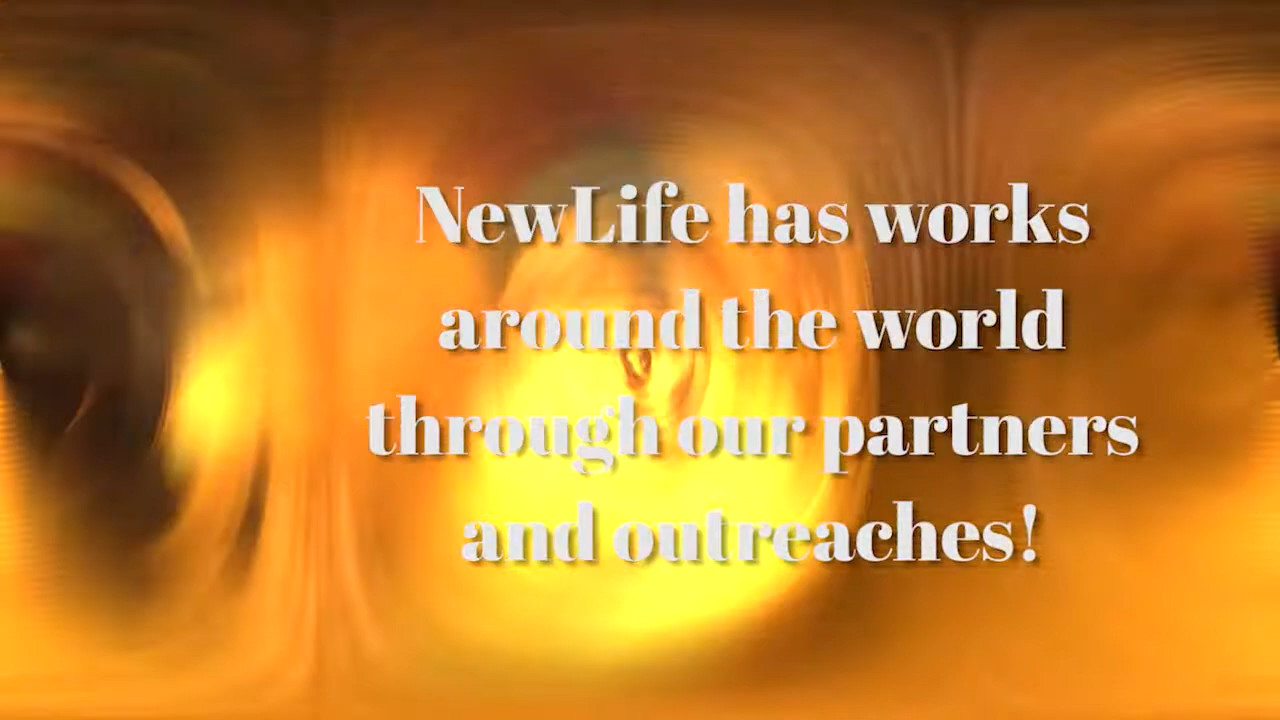 NewLife has works
around the world
through our partners
and outreaches!